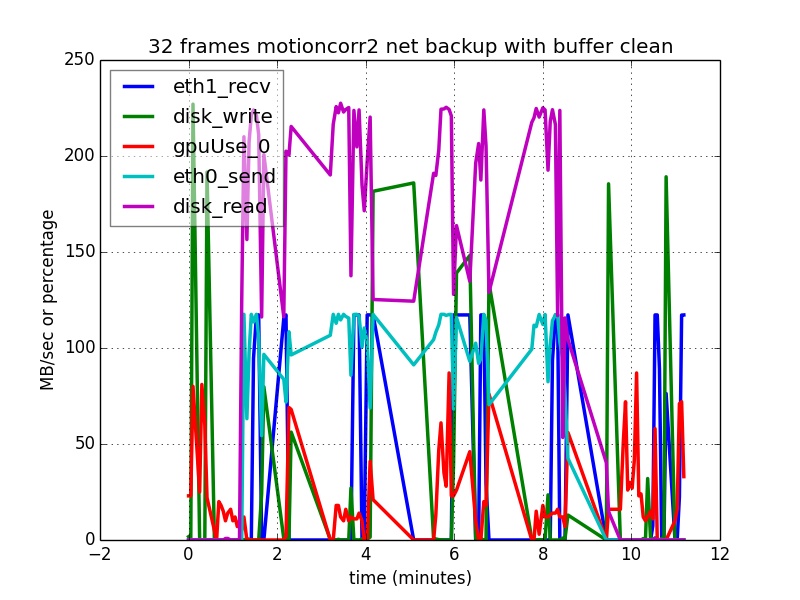 32 frames motioncorr2 net backup with buffer clean
250
200
150
100
50
0
MB/sec or percentage
eth1_recv
disk_write
gpuUse_0
eth0_send
disk_read
−2 0 2 4 6 8 10 12
time (minutes)